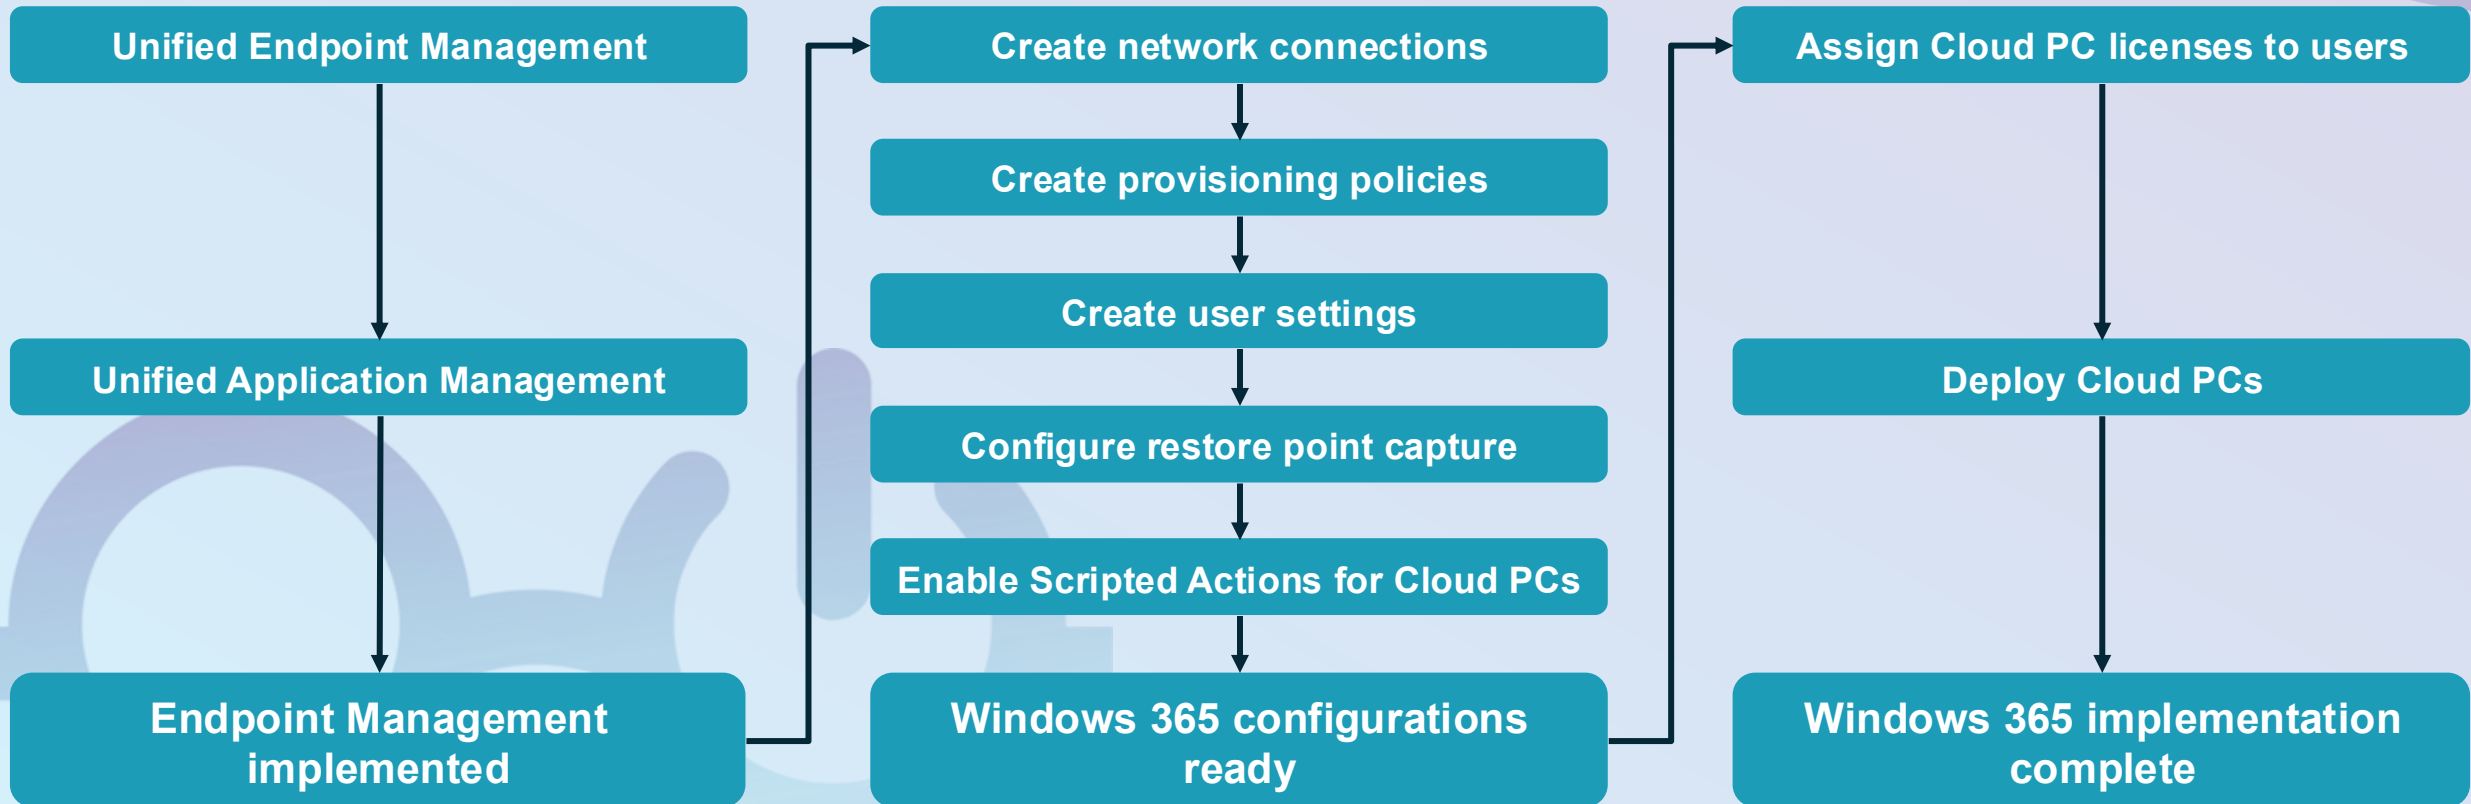 Unified Endpoint Management
Unified Application Management
Endpoint Management
implemented
Create network connections
Create provisioning policies
Create user settings
Configure restore point capture
Enable Scripted Actions for Cloud PCs
Windows 365 configurations
ready
Assign Cloud PC licenses to users
Deploy Cloud PCs
Windows 365 implementation
complete